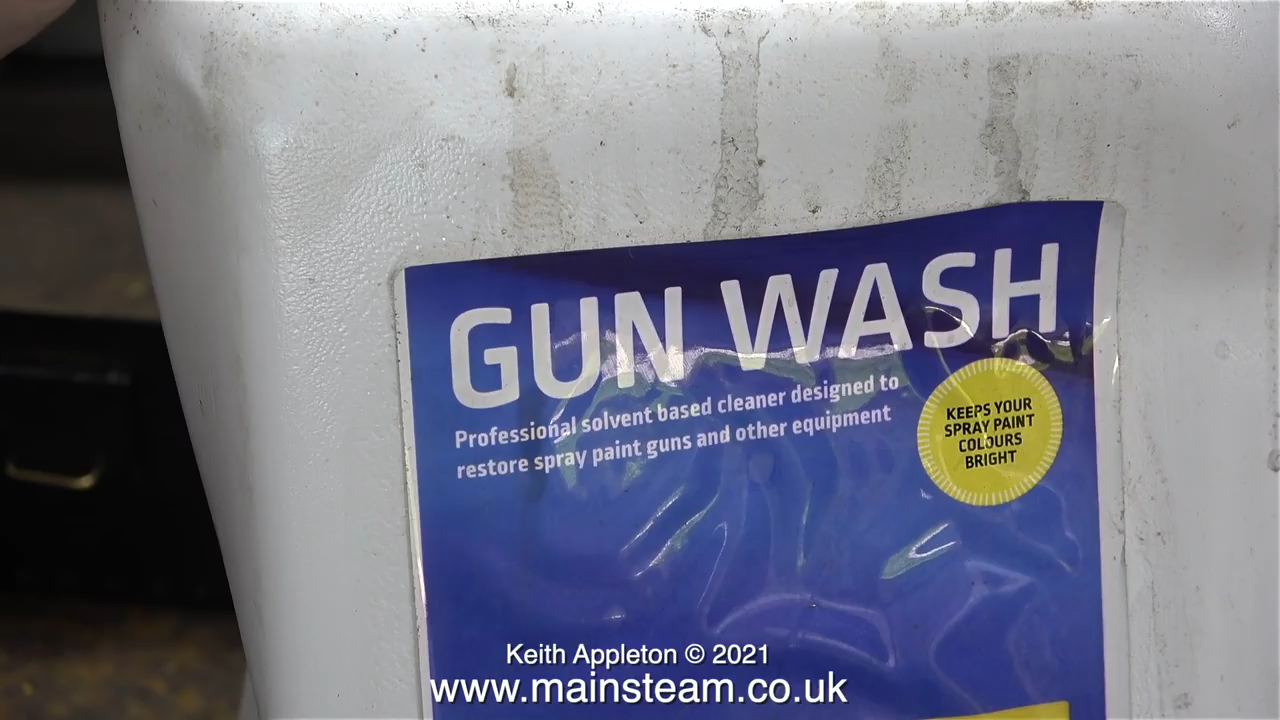 GUN WASH
Professional solvent based cleaner designed to
restore spray paint guns and other equipment
KEEPS YOUR
SPRAY PAINT
COLOURS
BRIGHT
Keith Appleton © 2021
www.mainsteam.co.uk